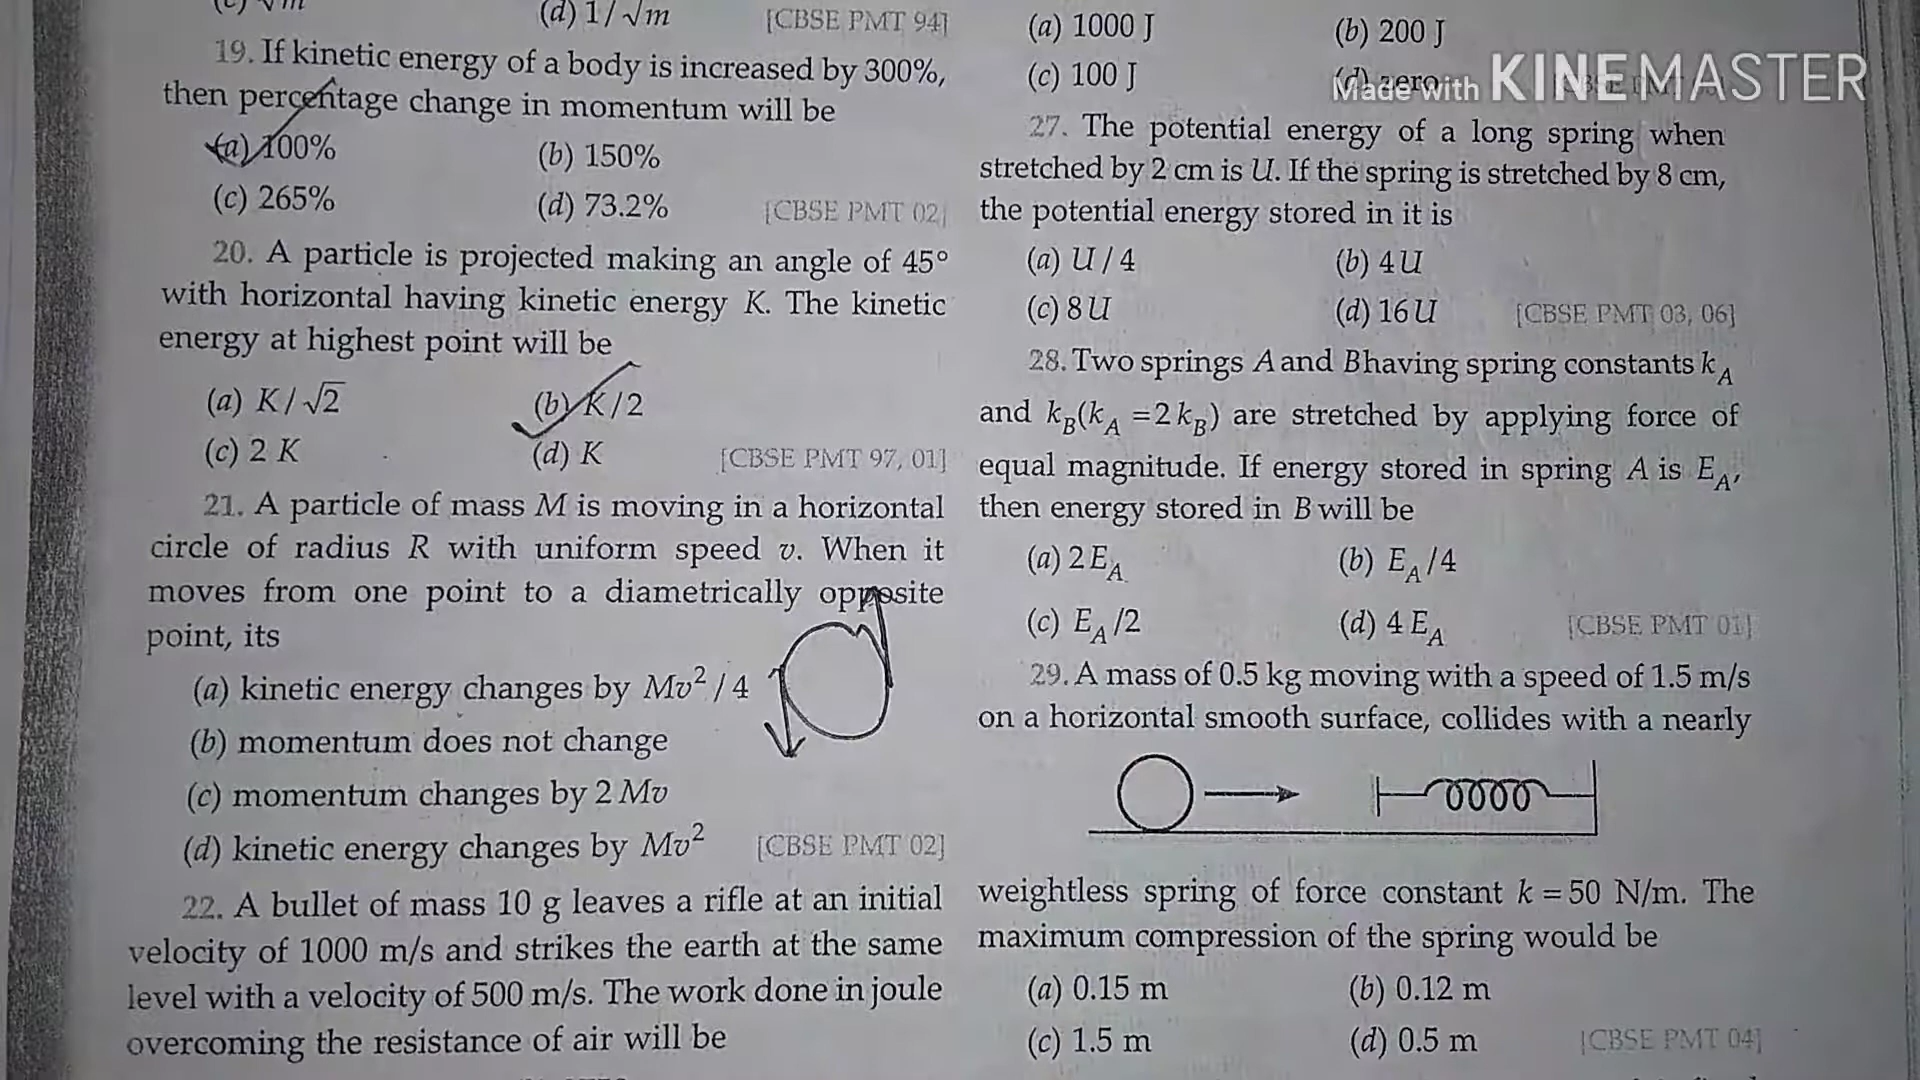 (c) √m
(d) 1/√m [CBSE PMT 94]
19. If kinetic energy of a body is increased by 300%,
then percentage change in momentum will be
(a) 100% (b) 150%
(c) 265% (d) 73.2% [CBSE PMT 02]
20. A particle is projected making an angle of 45°
with horizontal having kinetic energy K. The kinetic
energy at highest point will be
(a) K/√2 (b) K/2
(c) 2 K (d) K [CBSE PMT 97, 01]
21. A particle of mass M is moving in a horizontal
circle of radius R with uniform speed v. When it
moves from one point to a diametrically opposite
point, its
(a) kinetic energy changes by Mv²/4
(b) momentum does not change
(c) momentum changes by 2 Mv
(d) kinetic energy changes by Mv² [CBSE PMT 02]
22. A bullet of mass 10 g leaves a rifle at an initial
velocity of 1000 m/s and strikes the earth at the same
level with a velocity of 500 m/s. The work done in joule
overcoming the resistance of air will be
(a) 1000 J (b) 200 J
(c) 100 J (d) zero
Made with KINEMASTER
27. The potential energy of a long spring when
stretched by 2 cm is U. If the spring is stretched by 8 cm,
the potential energy stored in it is
(a) U/4 (b) 4U
(c) 8U (d) 16U [CBSE PMT 03, 06]
28. Two springs A and B having spring constants k_A
and k_B(k_A = 2 k_B) are stretched by applying force of
equal magnitude. If energy stored in spring A is E_A,
then energy stored in B will be
(a) 2 E_A (b) E_A/4
(c) E_A/2 (d) 4 E_A [CBSE PMT 01]
29. A mass of 0.5 kg moving with a speed of 1.5 m/s
on a horizontal smooth surface, collides with a nearly
weightless spring of force constant k = 50 N/m. The
maximum compression of the spring would be
(a) 0.15 m (b) 0.12 m
(c) 1.5 m (d) 0.5 m [CBSE PMT 04]